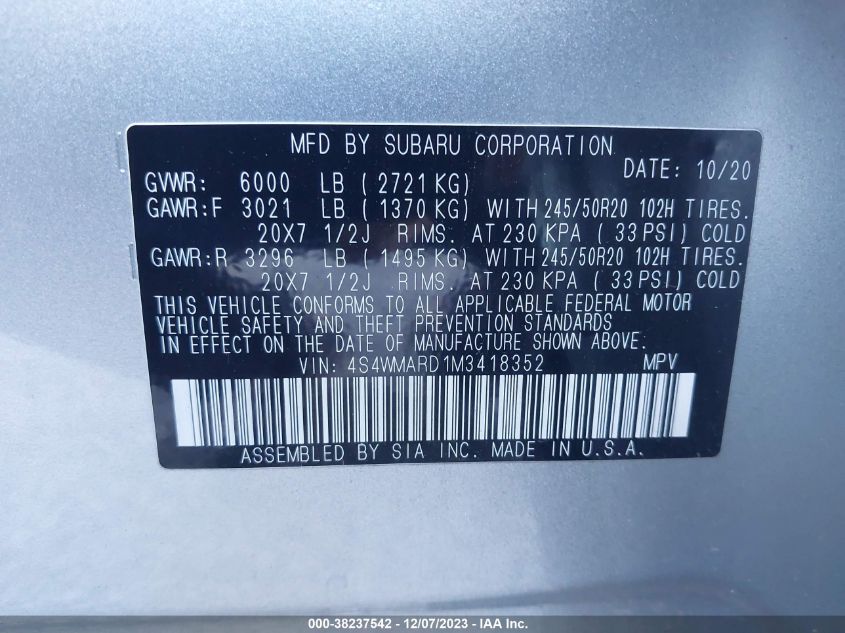 MFD BY SUBARU CORPORATION
DATE: 10/20
GVWR: 6000 LB ( 2721 KG)
GAWR:F 3021 LB ( 1370 KG) WITH 245/50R20 102H TIRES.
20X7 1/2J RIMS. AT 230 KPA ( 33 PSI) COLD
GAWR:R 3296 LB ( 1495 KG) WITH 245/50R20 102H TIRES.
20X7 1/2J RIMS. AT 230 KPA ( 33 PSI) COLD
THIS VEHICLE CONFORMS TO ALL APPLICABLE FEDERAL MOTOR
VEHICLE SAFETY AND THEFT PREVENTION STANDARDS
IN EFFECT ON THE DATE OF MANUFACTURE SHOWN ABOVE.
VIN: 4S4WMARD1M3418352 MPV
ASSEMBLED BY SIA INC. MADE IN U.S.A.
000-38237542 - 12/07/2023 - IAA Inc.